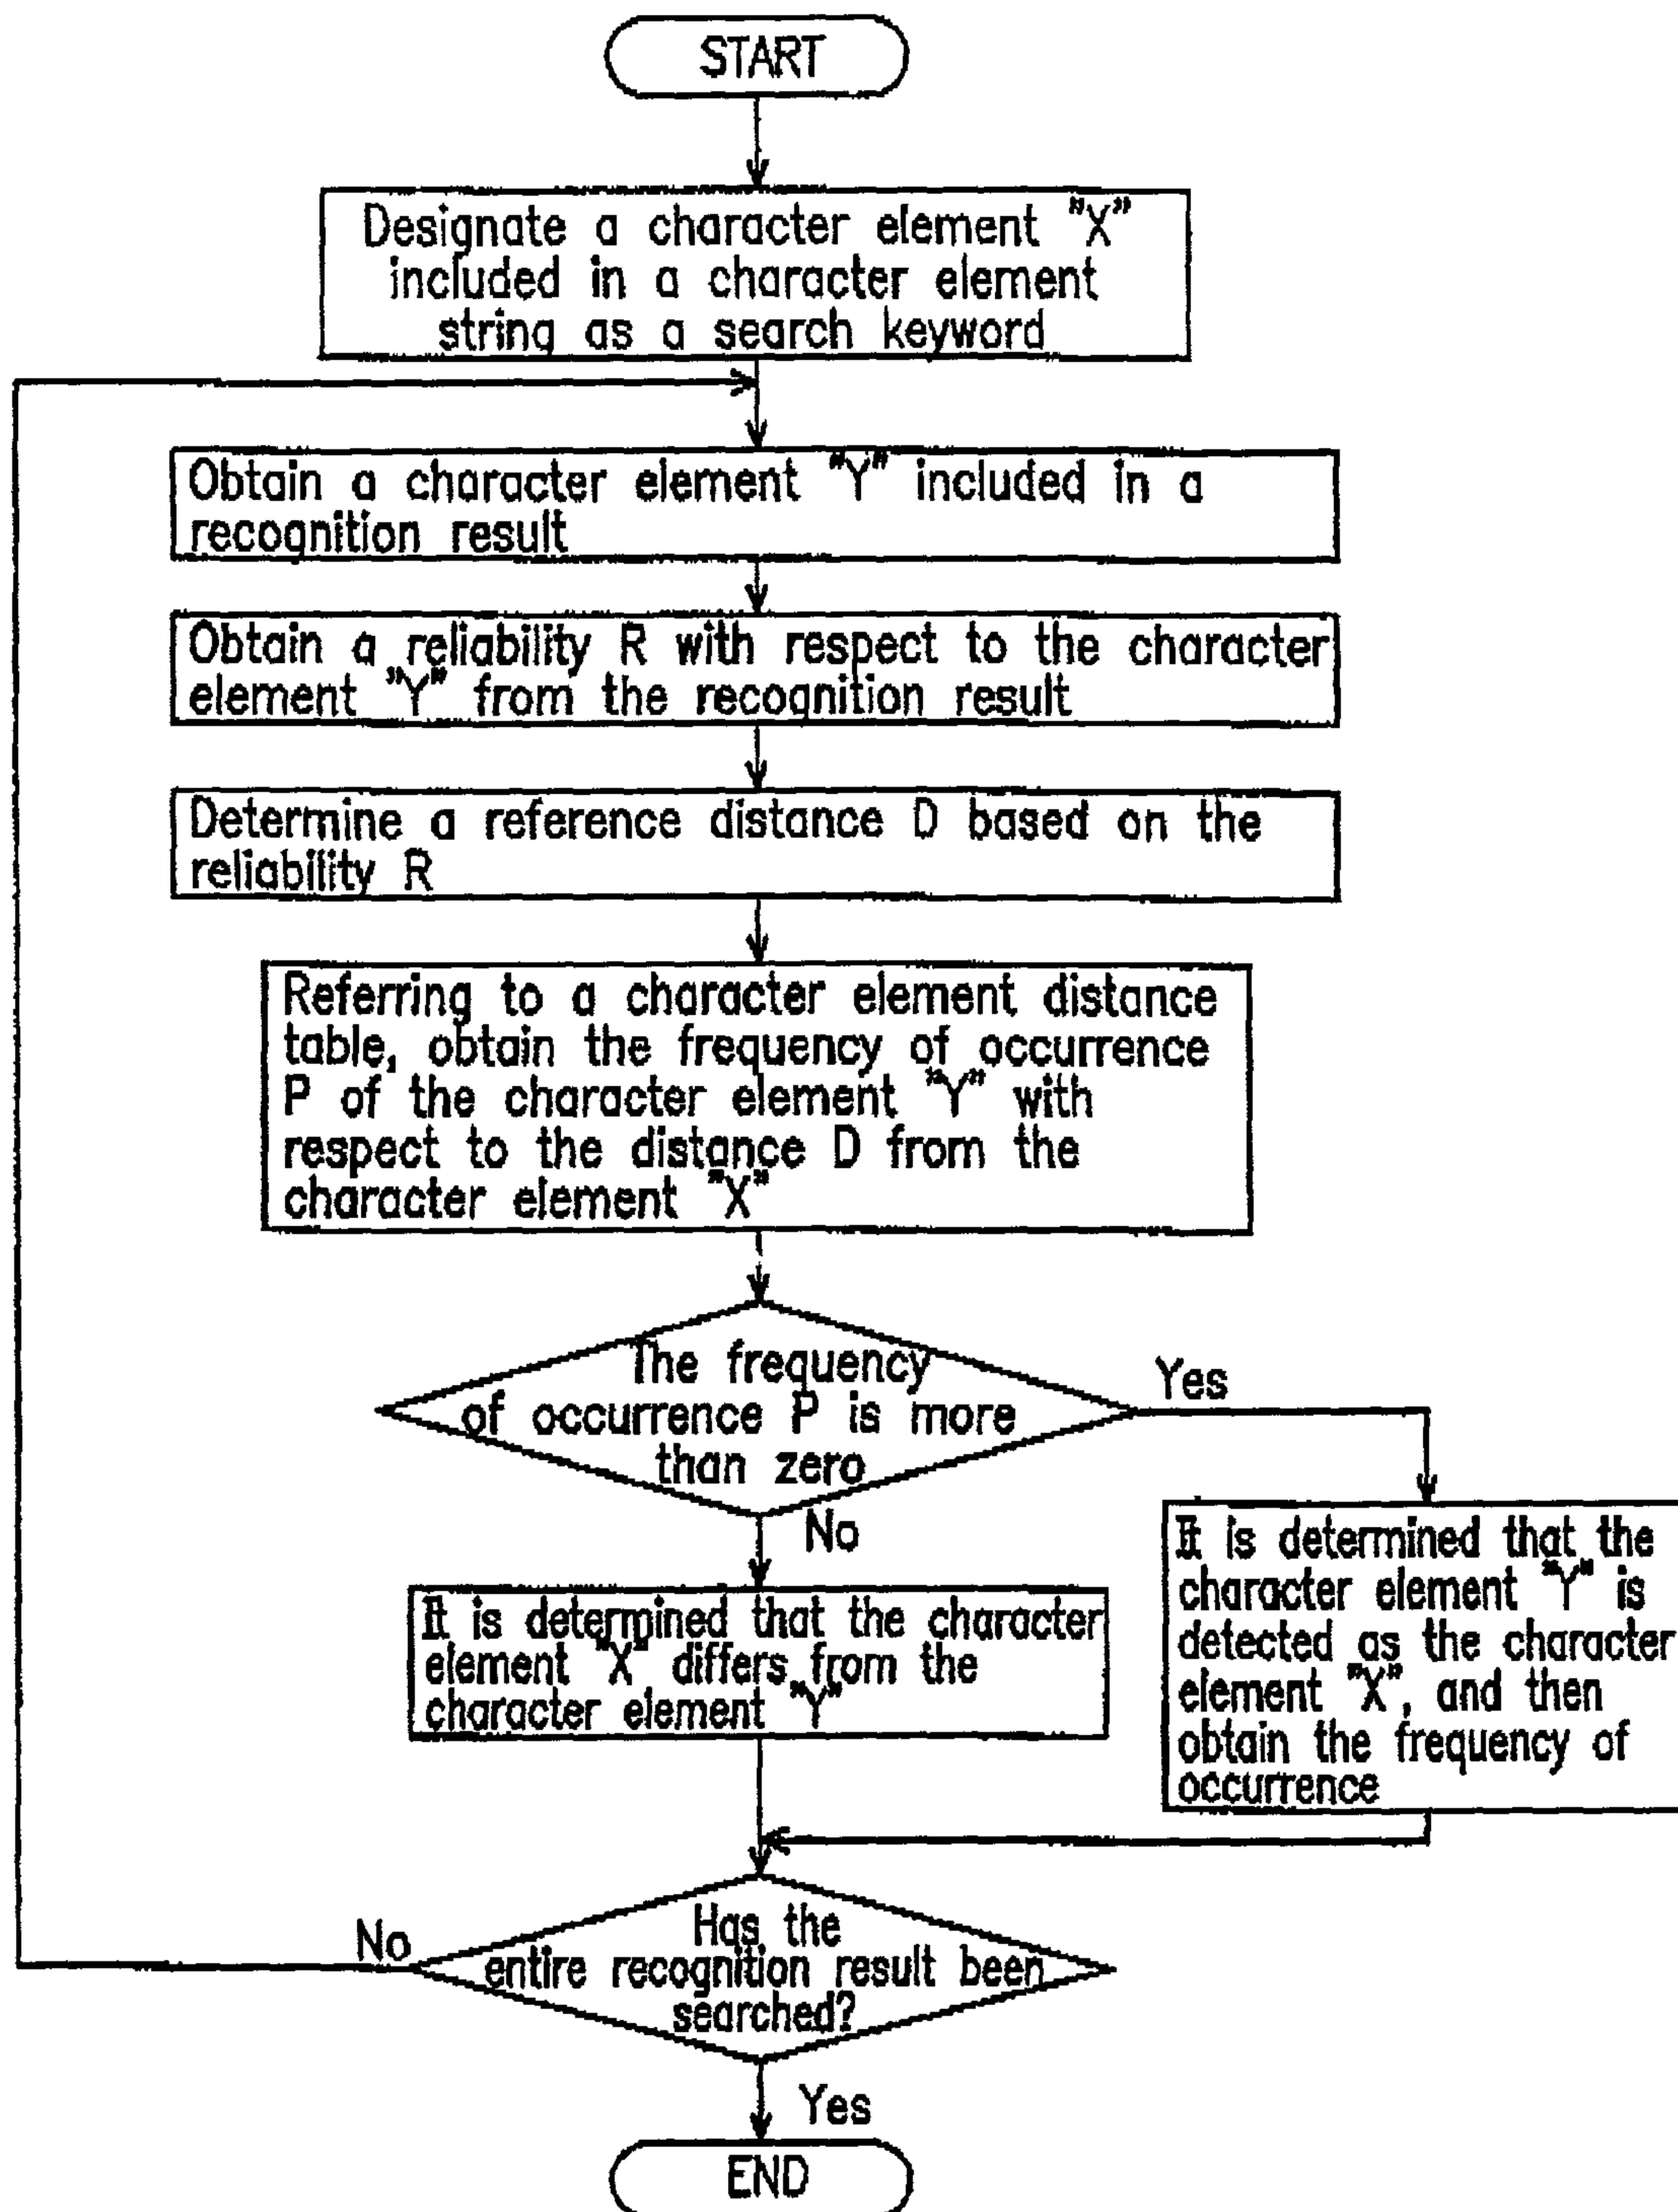 START
Designate a character element "X"
included in a character element
string as a search keyword
Obtain a character element "Y" included in a
recognition result
Obtain a reliability R with respect to the character
element "Y" from the recognition result
Determine a reference distance D based on the
reliability R
Referring to a character element distance
table, obtain the frequency of occurrence
P of the character element "Y" with
respect to the distance D from the
character element "X"
The frequency
of occurrence P is more
than zero
Yes
No
It is determined that the
character element "Y" is
detected as the character
element "X", and then
obtain the frequency of
occurrence
It is determined that the character
element "X" differs from the
character element "Y"
Has the
entire recognition result been
searched?
No
Yes
END